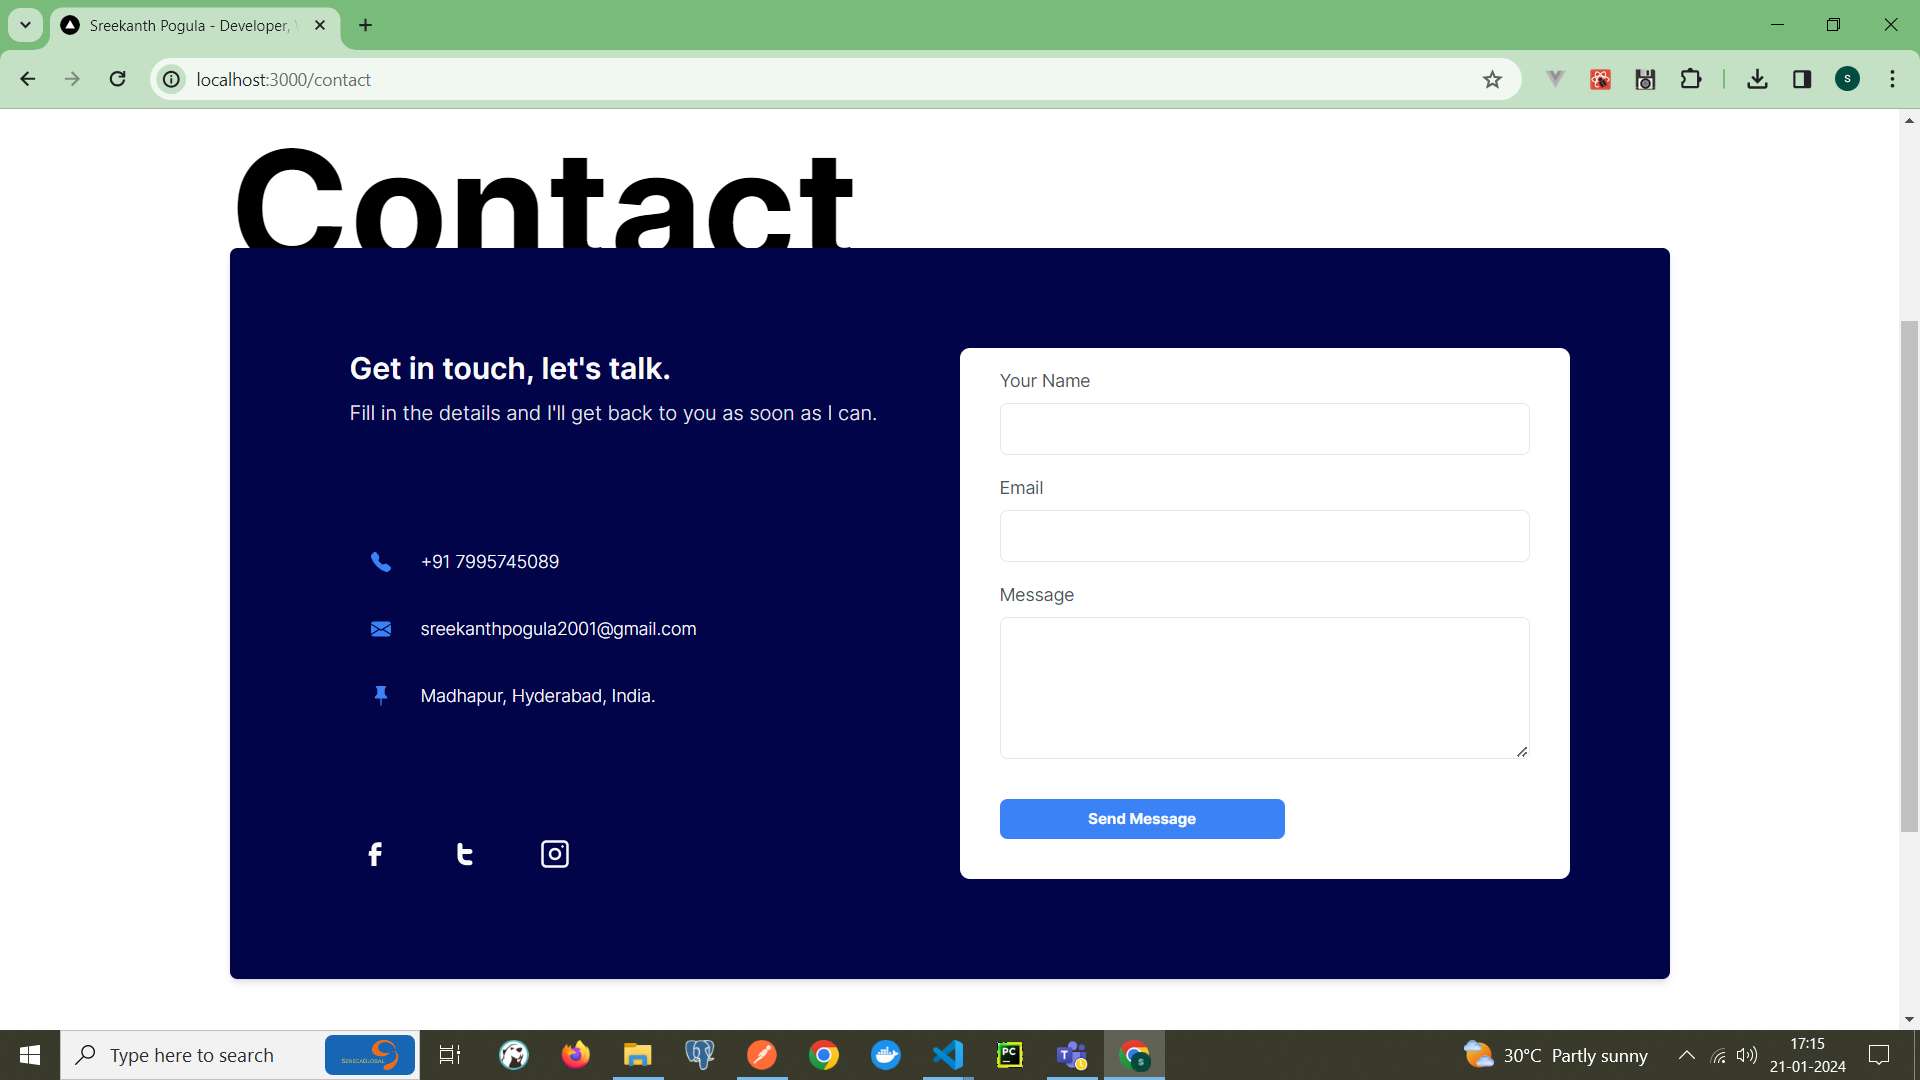 Sreekanth Pogula - Developer,
localhost:3000/contact
S
Contact
Get in touch, let's talk.
Fill in the details and I'll get back to you as soon as I can.
+91 7995745089
sreekanthpogula2001@gmail.com
Madhapur, Hyderabad, India.
Your Name
Email
Message
Send Message
Type here to search
SENECAGLOBAL
PC
T
S
30°C Partly sunny
17:15
21-01-2024